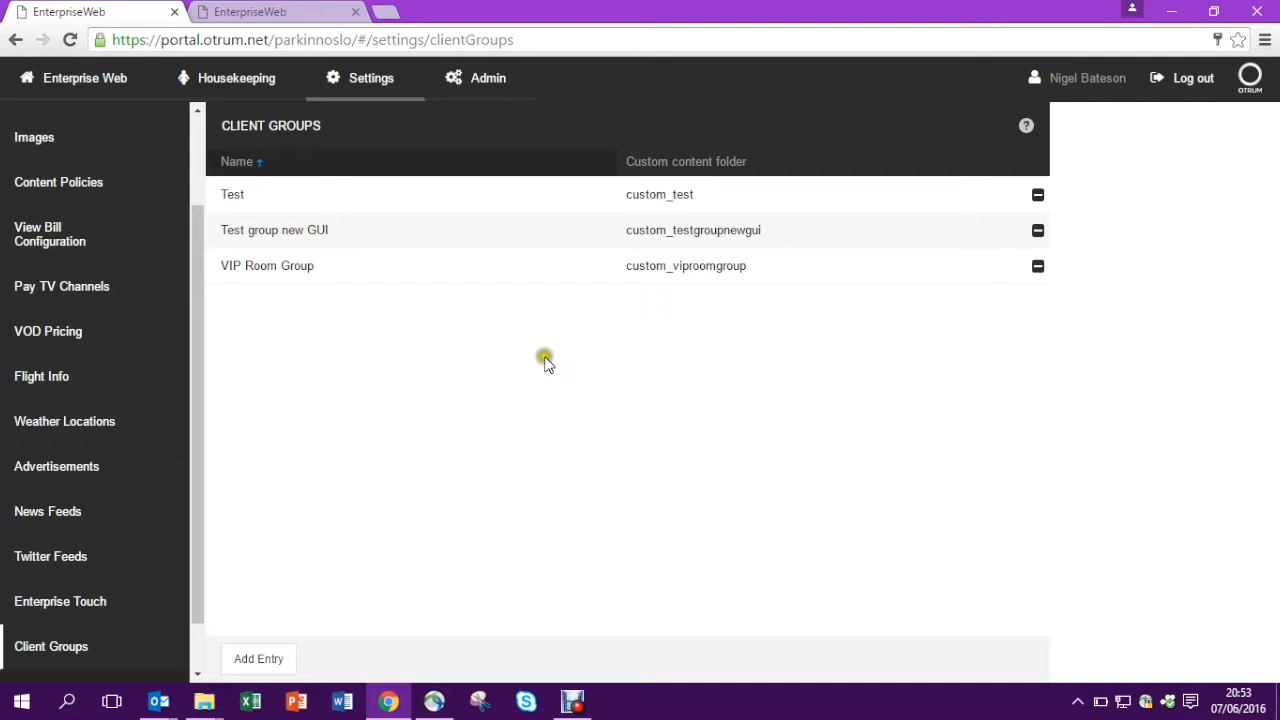 EnterpriseWeb
EnterpriseWeb
https://portal.otrum.net/parkinnoslo/#/settings/clientGroups
Enterprise Web
Housekeeping
Settings
Admin
Nigel Bateson
Log out
OTRUM
Images
Content Policies
View Bill
Configuration
Pay TV Channels
VOD Pricing
Flight Info
Weather Locations
Advertisements
News Feeds
Twitter Feeds
Enterprise Touch
Client Groups
CLIENT GROUPS
Name
Custom content folder
Test
custom_test
Test group new GUI
custom_testgroupnewgui
VIP Room Group
custom_viproomgroup
Add Entry
20:53
07/06/2016